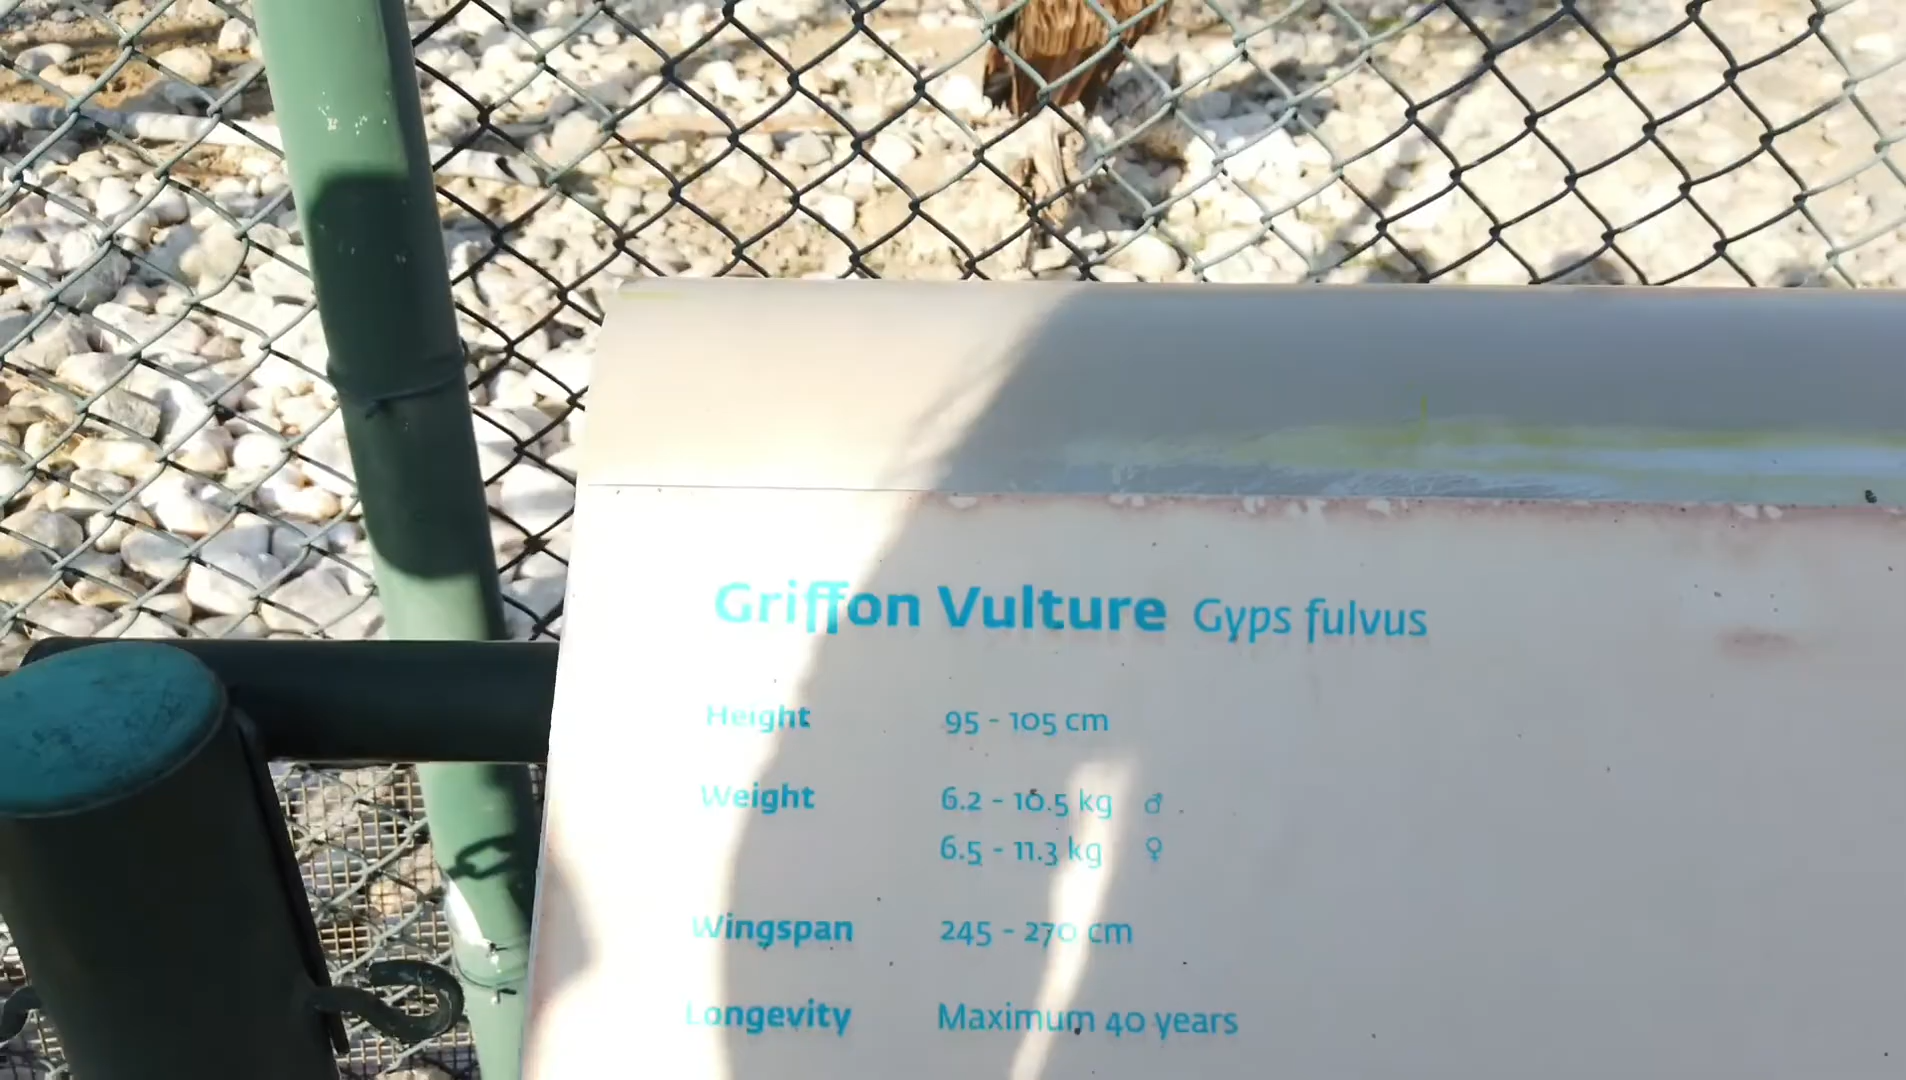 Griffon Vulture Gyps fulvus
Height 95 - 105 cm
Weight 6.2 - 10.5 kg ♂
6.5 - 11.3 kg ♀
Wingspan 245 - 270 cm
Longevity Maximum 40 years